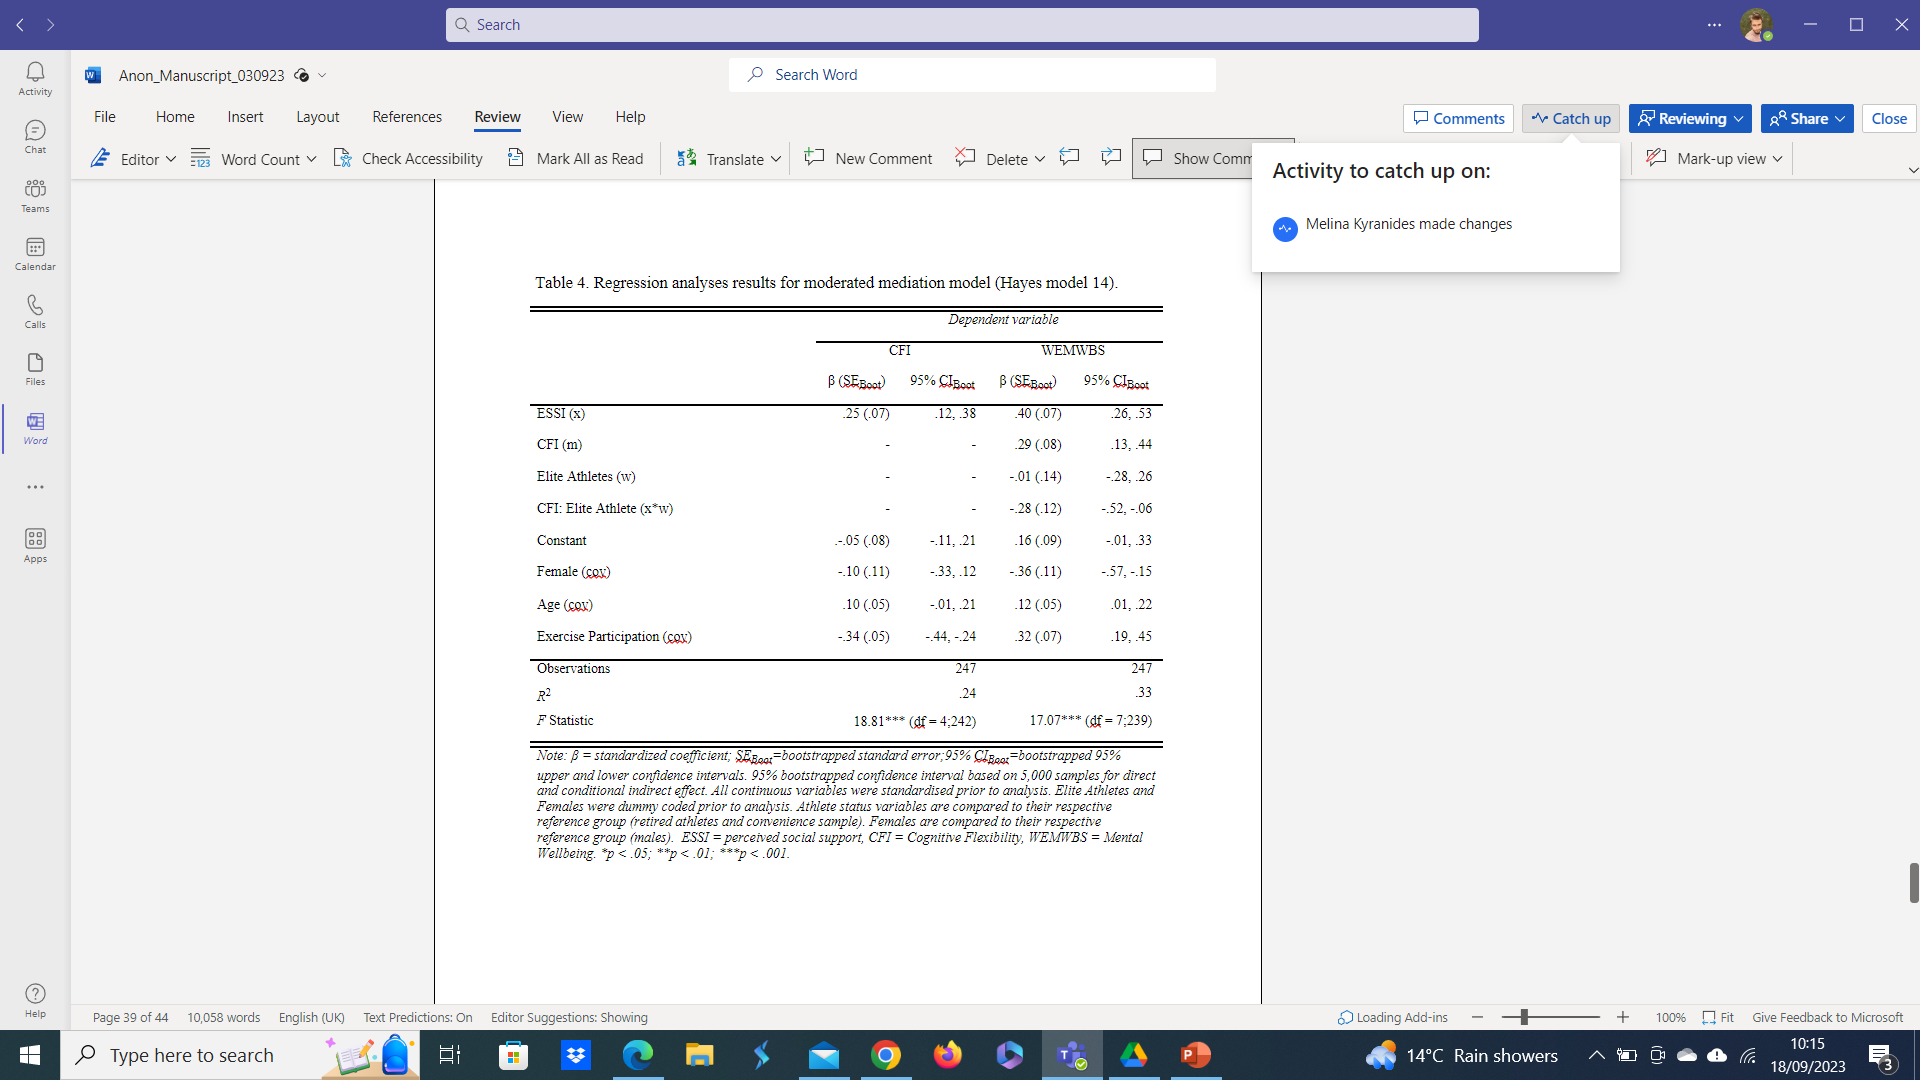 Search
Activity
Chat
Teams
Calendar
Calls
Files
Word
Apps
Help
Anon_Manuscript_030923
Search Word
File Home Insert Layout References Review View Help
Comments Catch up Reviewing Share Close
Editor Word Count Check Accessibility Mark All as Read Translate New Comment Delete Show Comm Mark-up view
Activity to catch up on:
Melina Kyranides made changes
Table 4. Regression analyses results for moderated mediation model (Hayes model 14).
Dependent variable
CFI WEMWBS
β (SEBoot) 95% CIBoot β (SEBoot) 95% CIBoot
ESSI (x) .25 (.07) .12, .38 .40 (.07) .26, .53
CFI (m) - - .29 (.08) .13, .44
Elite Athletes (w) - - -.01 (.14) -.28, .26
CFI: Elite Athlete (x*w) - - -.28 (.12) -.52, -.06
Constant .-.05 (.08) -.11, .21 .16 (.09) -.01, .33
Female (cov) -.10 (.11) -.33, .12 -.36 (.11) -.57, -.15
Age (cov) .10 (.05) -.01, .21 .12 (.05) .01, .22
Exercise Participation (cov) -.34 (.05) -.44, -.24 .32 (.07) .19, .45
Observations 247 247
R² .24 .33
F Statistic 18.81*** (df = 4;242) 17.07*** (df = 7;239)
Note: β = standardized coefficient; SEBoot=bootstrapped standard error;95% CIBoot=bootstrapped 95%
upper and lower confidence intervals. 95% bootstrapped confidence interval based on 5,000 samples for direct
and conditional indirect effect. All continuous variables were standardised prior to analysis. Elite Athletes and
Females were dummy coded prior to analysis. Athlete status variables are compared to their respective
reference group (retired athletes and convenience sample). Females are compared to their respective
reference group (males). ESSI = perceived social support, CFI = Cognitive Flexibility, WEMWBS = Mental
Wellbeing. *p < .05; **p < .01; ***p < .001.
Page 39 of 44 10,058 words English (UK) Text Predictions: On Editor Suggestions: Showing Loading Add-ins 100% Fit Give Feedback to Microsoft
Type here to search
14°C Rain showers
10:15
18/09/2023
3